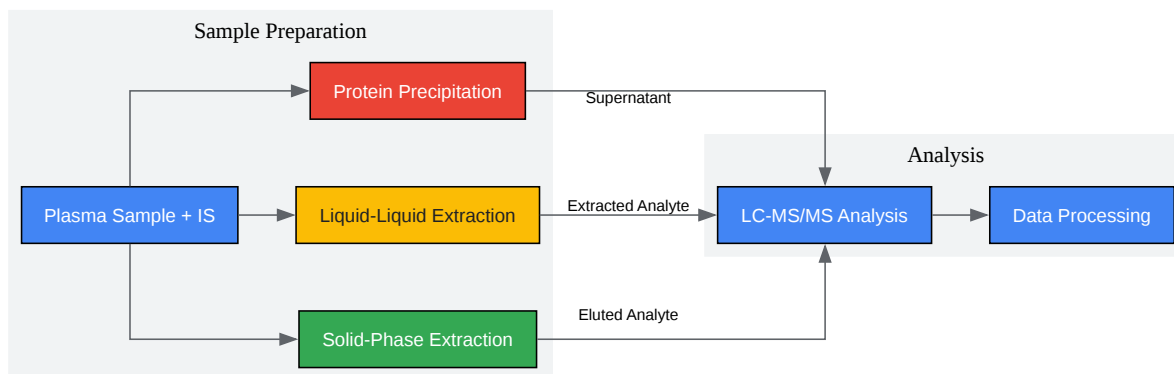 Sample Preparation
Protein Precipitation
Supernatant
Analysis
Plasma Sample + IS
Liquid-Liquid Extraction
Extracted Analyte
LC-MS/MS Analysis
Data Processing
Solid-Phase Extraction
Eluted Analyte